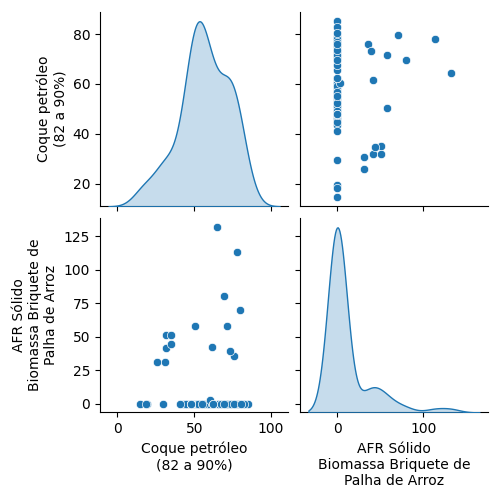 Coque petróleo
(82 a 90%)
80
60
40
20
AFR Sólido
Biomassa Briquete de
Palha de Arroz
125
100
75
50
25
0
0
50
100
Coque petróleo
(82 a 90%)
0
100
AFR Sólido
Biomassa Briquete de
Palha de Arroz